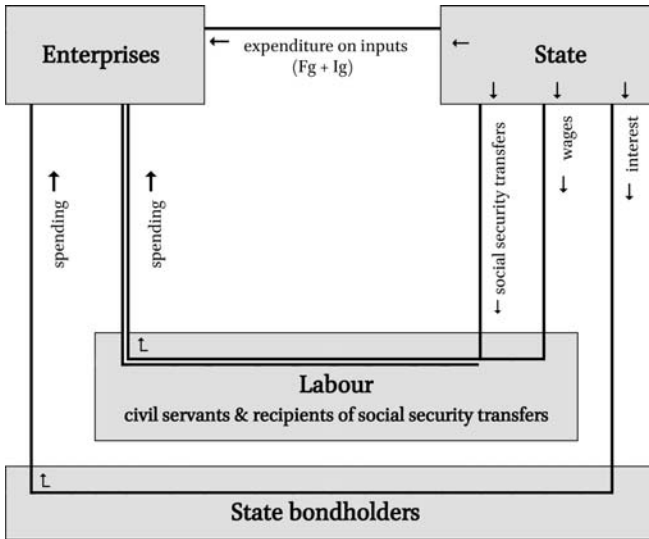 Enterprises
← expenditure on inputs ←
(Fg + Ig)
State
spending →
spending →
← social security transfers
← wages
← interest
Labour
civil servants & recipients of social security transfers
State bondholders